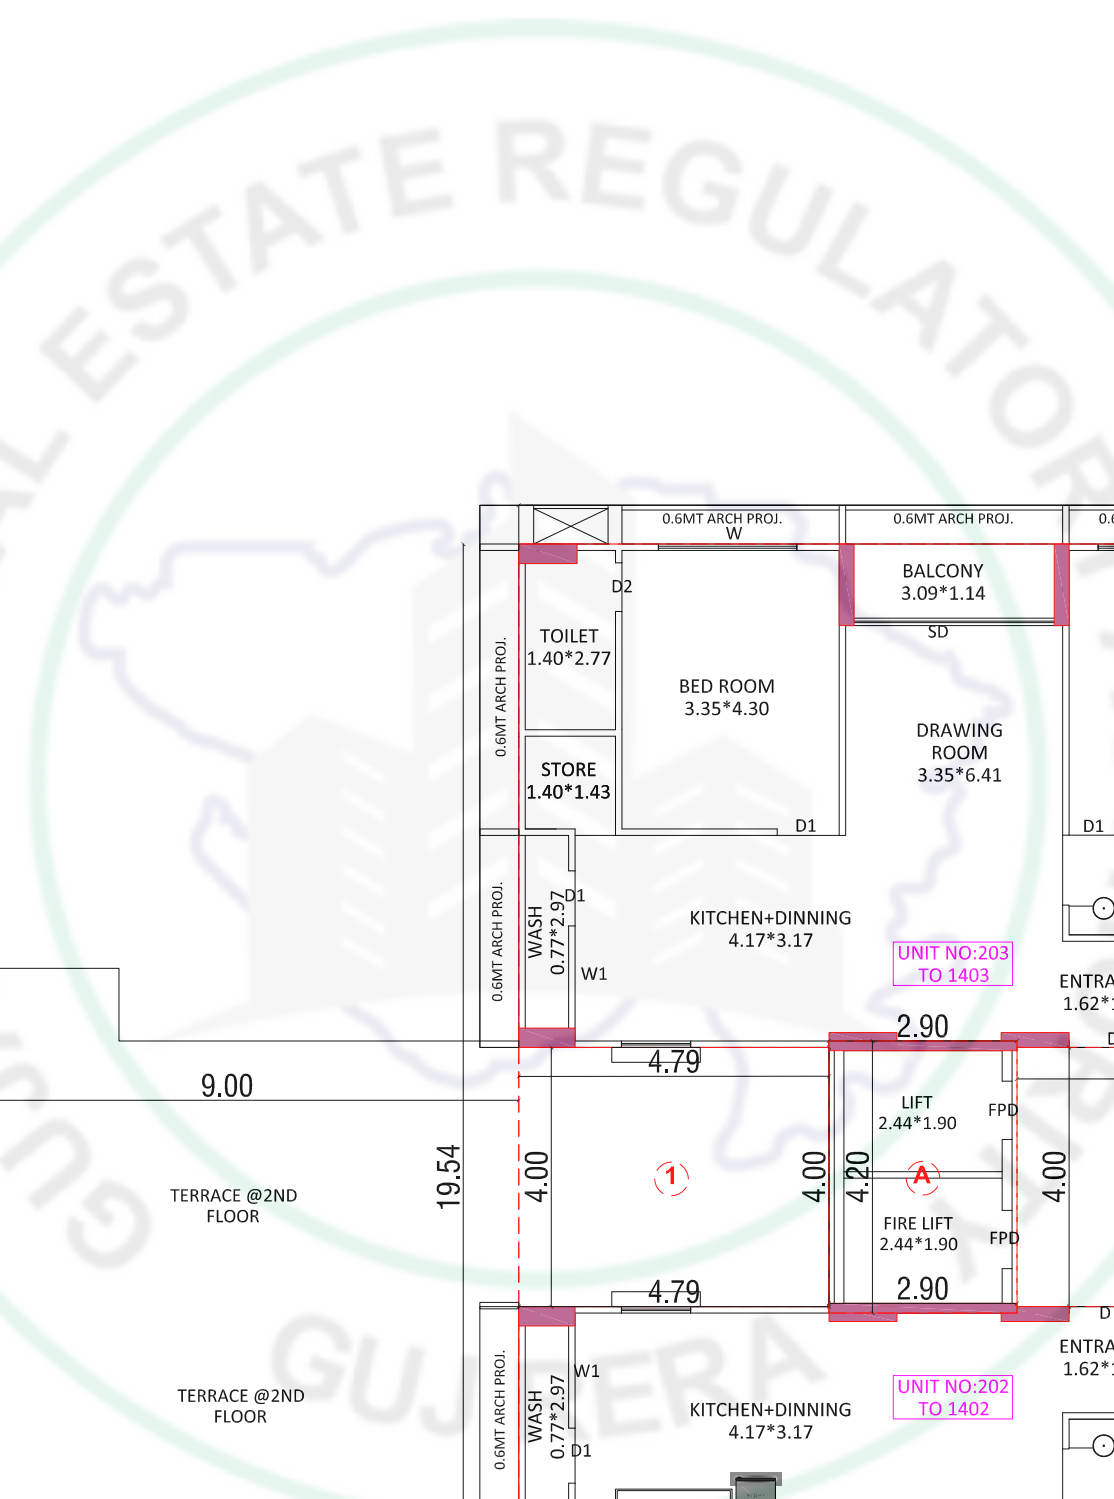 REAL ESTATE REGULATORY
0.6MT ARCH PROJ.
W
0.6MT ARCH PROJ.
D2
BALCONY
3.09*1.14
SD
TOILET
1.40*2.77
0.6MT ARCH PROJ.
BED ROOM
3.35*4.30
DRAWING
ROOM
3.35*6.41
STORE
1.40*1.43
D1
D1
0.6MT ARCH PROJ.
WASH
0.77*2.97
D1
W1
KITCHEN+DINNING
4.17*3.17
UNIT NO:203
TO 1403
2.90
4.79
9.00
19.54
4.00
1
4.00
4.20
LIFT
2.44*1.90
FPD
A
4.00
FIRE LIFT
2.44*1.90
FPD
TERRACE @2ND
FLOOR
4.79
2.90
0.6MT ARCH PROJ.
WASH
0.77*2.97
W1
D1
KITCHEN+DINNING
4.17*3.17
UNIT NO:202
TO 1402
TERRACE @2ND
FLOOR
GUJRERA